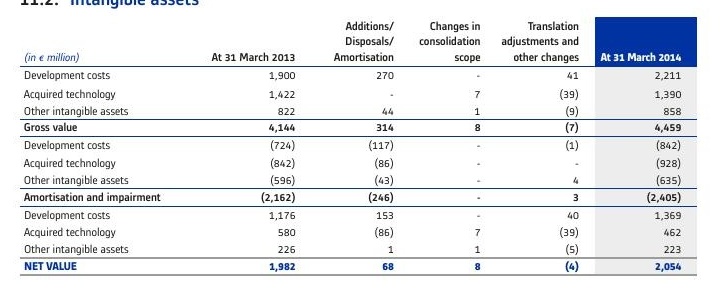 11.2. Intangible assets
(in € million) At 31 March 2013 Additions/ Disposals/ Amortisation Changes in consolidation scope Translation adjustments and other changes At 31 March 2014
Development costs 1,900 270 - 41 2,211
Acquired technology 1,422 - 7 (39) 1,390
Other intangible assets 822 44 1 (9) 858
Gross value 4,144 314 8 (7) 4,459
Development costs (724) (117) - (1) (842)
Acquired technology (842) (86) - - (928)
Other intangible assets (596) (43) - 4 (635)
Amortisation and impairment (2,162) (246) - 3 (2,405)
Development costs 1,176 153 - 40 1,369
Acquired technology 580 (86) 7 (39) 462
Other intangible assets 226 1 1 (5) 223
NET VALUE 1,982 68 8 (4) 2,054